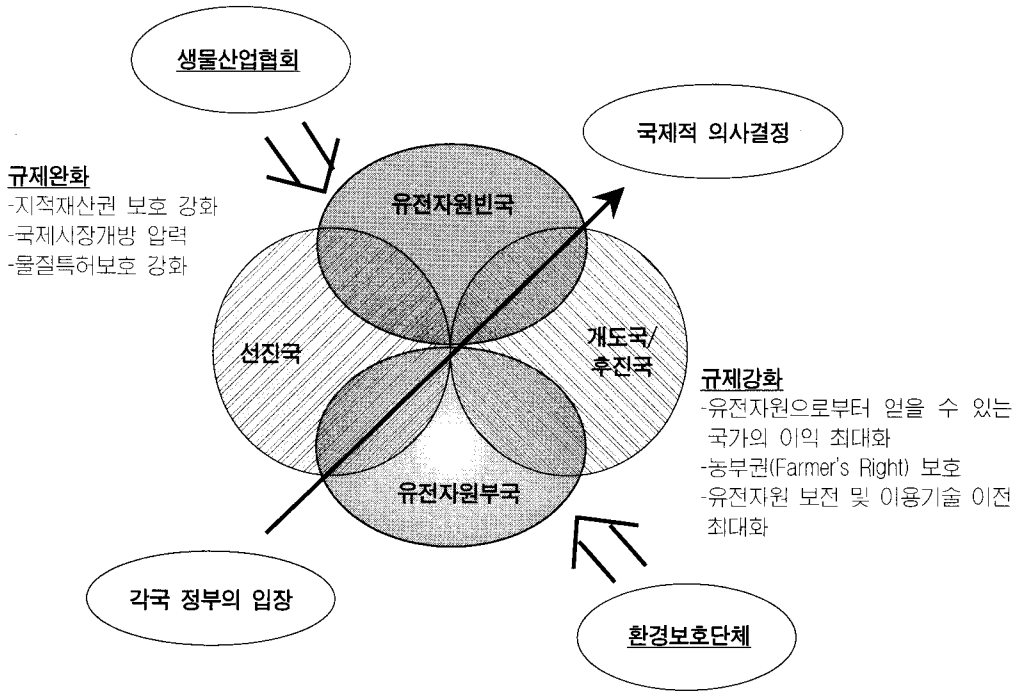 생물산업협회
국제적 의사결정
규제완화
-지적재산권 보호 강화
-국제시장개방 압력
-물질특허보호 강화
유전자원빈국
선진국
개도국/
후진국
유전자원부국
규제강화
-유전자원으로부터 얻을 수 있는
국가의 이익 최대화
-농부권(Farmer's Right) 보호
-유전자원 보전 및 이용기술 이전
최대화
각국 정부의 입장
환경보호단체